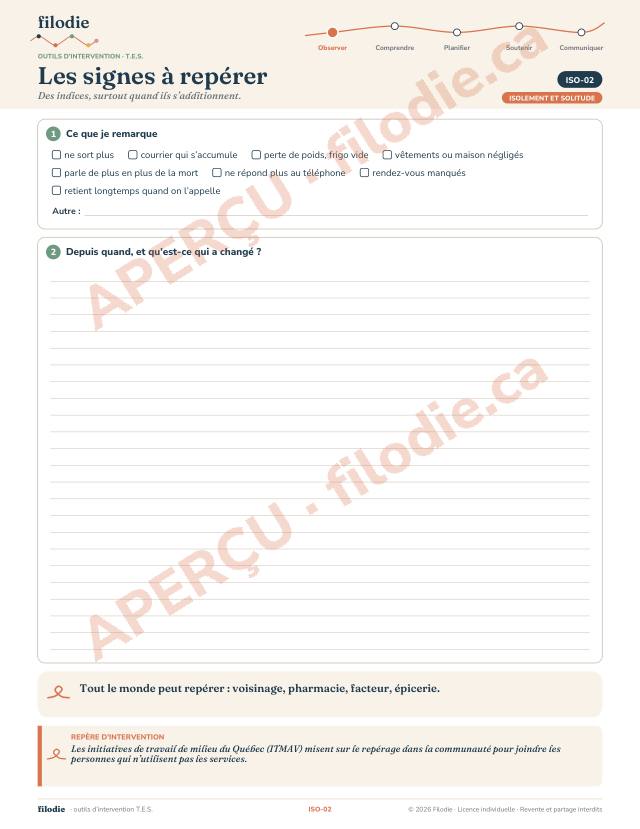 filodie
OUTILS D'INTERVENTION · T.E.S.
Observer Comprendre Planifier Soutenir Communiquer
Les signes à repérer
Des indices, surtout quand ils s'additionnent.
ISO-02
ISOLEMENT ET SOLITUDE
1 Ce que je remarque
ne sort plus courrier qui s'accumule perte de poids, frigo vide vêtements ou maison négligés
parle de plus en plus de la mort ne répond plus au téléphone rendez-vous manqués
retient longtemps quand on l'appelle
Autre :
2 Depuis quand, et qu'est-ce qui a changé ?
APERÇU · filodie.ca
APERÇU · filodie.ca
Tout le monde peut repérer : voisinage, pharmacie, facteur, épicerie.
REPÈRE D'INTERVENTION
Les initiatives de travail de milieu du Québec (ITMAV) misent sur le repérage dans la communauté pour joindre les
personnes qui n'utilisent pas les services.
filodie · outils d'intervention T.E.S. ISO-02 © 2026 Filodie · Licence individuelle · Revente et partage interdits